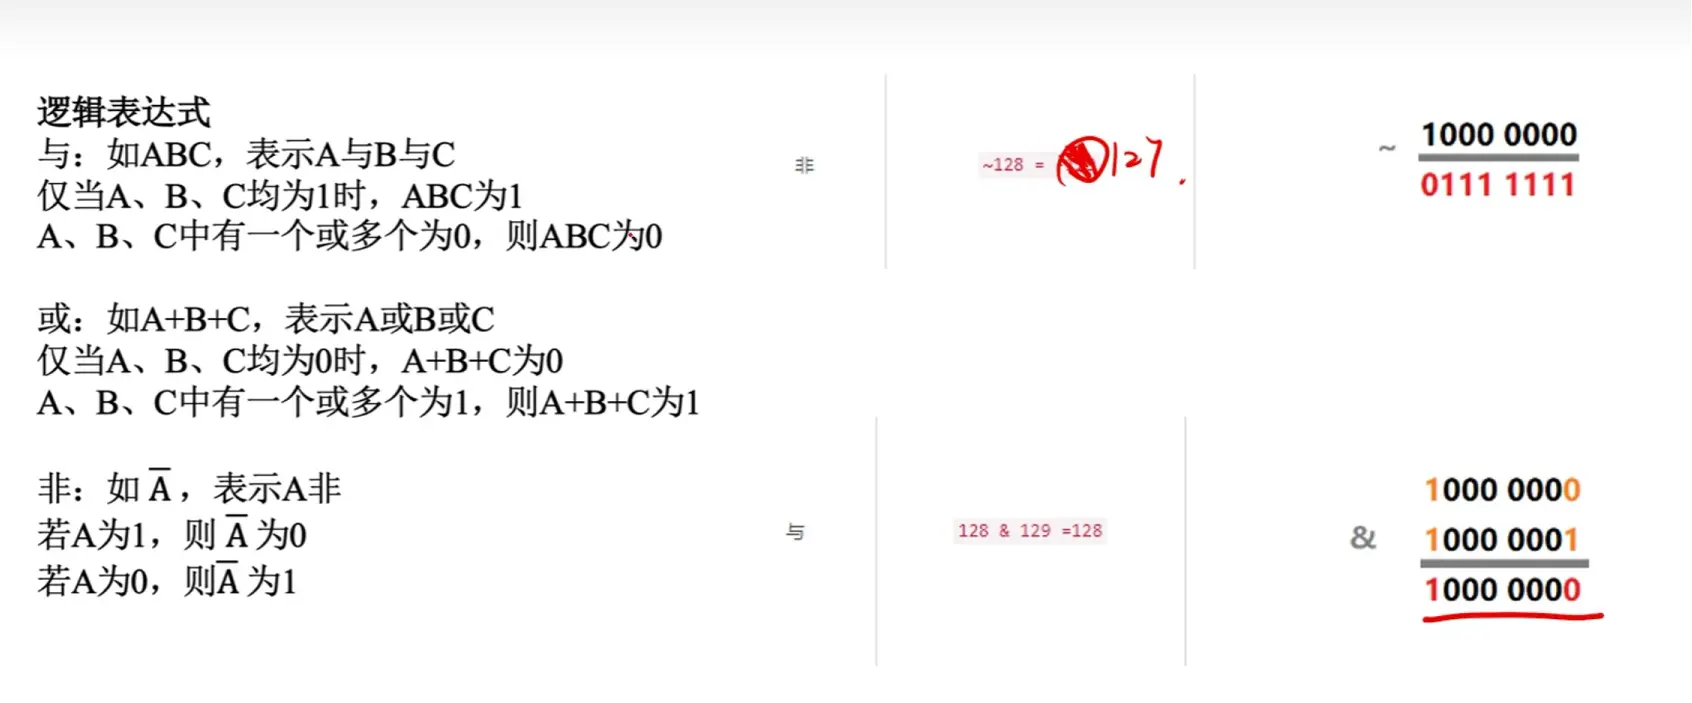 逻辑表达式
与：如ABC，表示A与B与C
仅当A、B、C均为1时，ABC为1
A、B、C中有一个或多个为0，则ABC为0
或：如A+B+C，表示A或B或C
仅当A、B、C均为0时，A+B+C为0
A、B、C中有一个或多个为1，则A+B+C为1
非：如 A̅，表示A非
若A为1，则 A̅ 为0
若A为0，则A̅ 为1
非
~128 = 127.
~ 1000 0000
0111 1111
与
128 & 129 =128
1000 0000
& 1000 0001
1000 0000